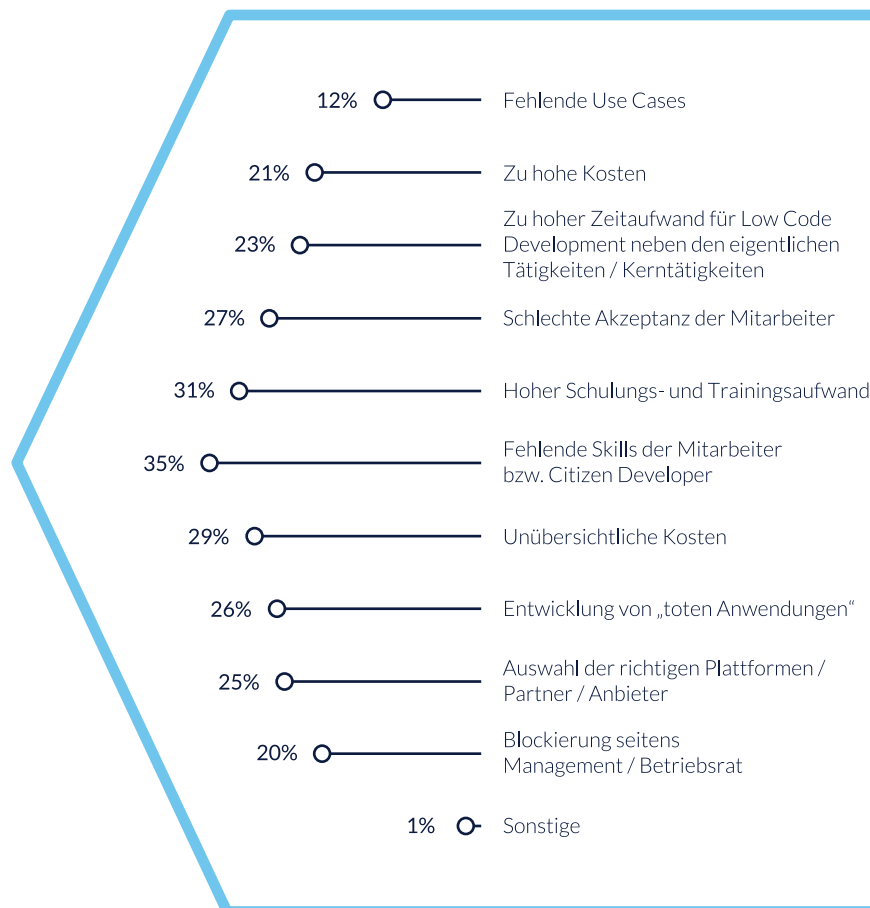 12% Fehlende Use Cases
21% Zu hohe Kosten
Zu hoher Zeitaufwand für Low Code
23% Development neben den eigentlichen
Tätigkeiten / Kerntätigkeiten
27% Schlechte Akzeptanz der Mitarbeiter
31% Hoher Schulungs- und Trainingsaufwand
35% Fehlende Skills der Mitarbeiter
bzw. Citizen Developer
29% Unübersichtliche Kosten
26% Entwicklung von „toten Anwendungen“
25% Auswahl der richtigen Plattformen /
Partner / Anbieter
20% Blockierung seitens
Management / Betriebsrat
1% Sonstige